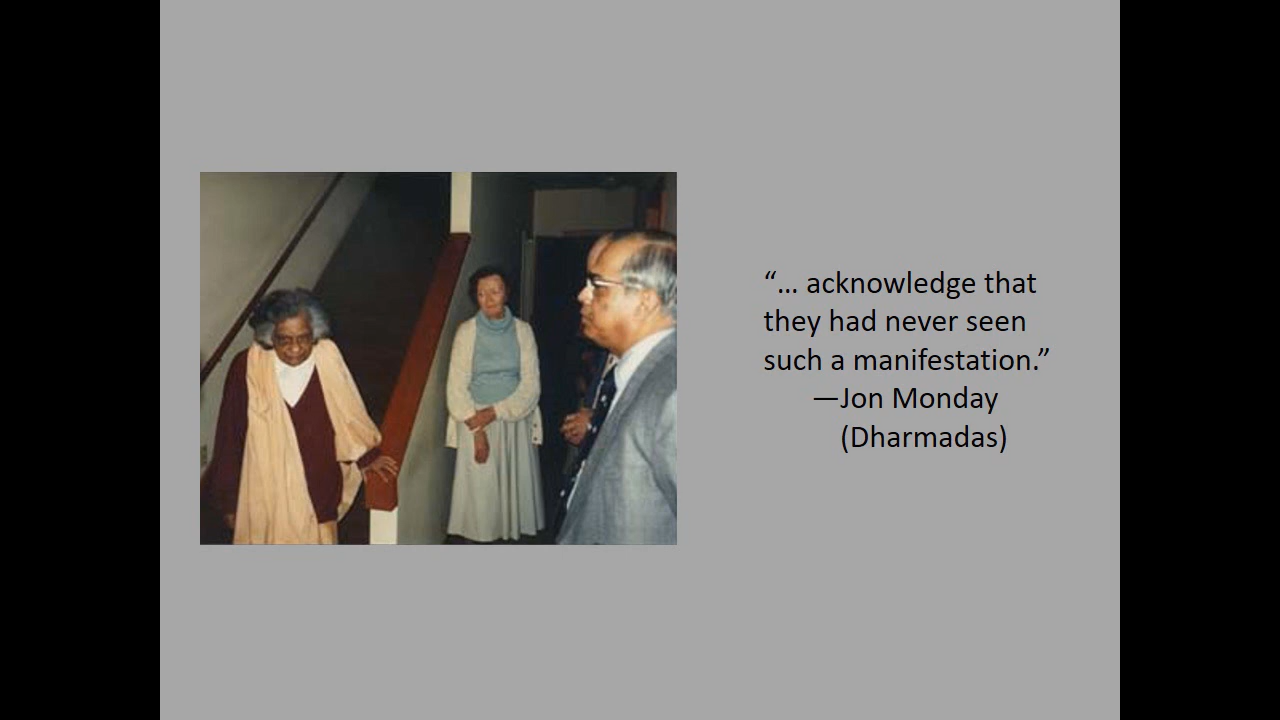 “… acknowledge that
they had never seen
such a manifestation.”
—Jon Monday
(Dharmadas)